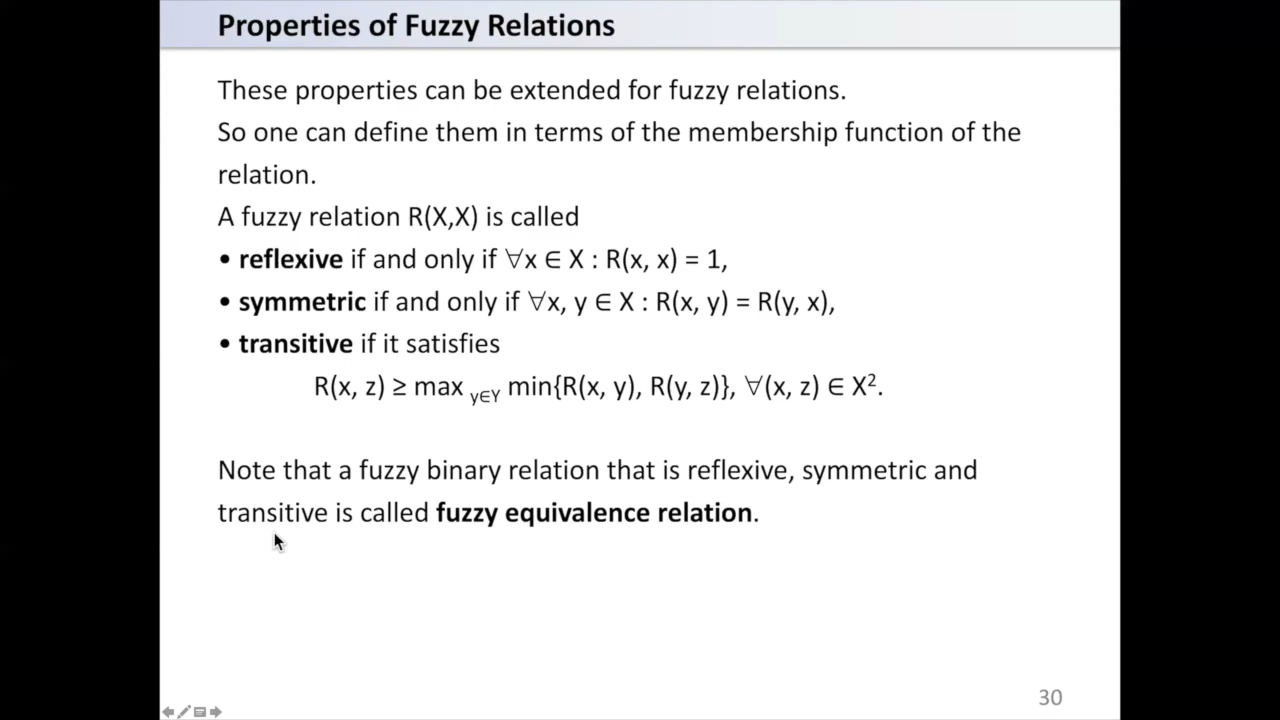 Properties of Fuzzy Relations
These properties can be extended for fuzzy relations.
So one can define them in terms of the membership function of the
relation.
A fuzzy relation R(X,X) is called
• reflexive if and only if ∀x ∈ X : R(x, x) = 1,
• symmetric if and only if ∀x, y ∈ X : R(x, y) = R(y, x),
• transitive if it satisfies
R(x, z) ≥ max y∈Y min{R(x, y), R(y, z)}, ∀(x, z) ∈ X².
Note that a fuzzy binary relation that is reflexive, symmetric and
transitive is called fuzzy equivalence relation.
30